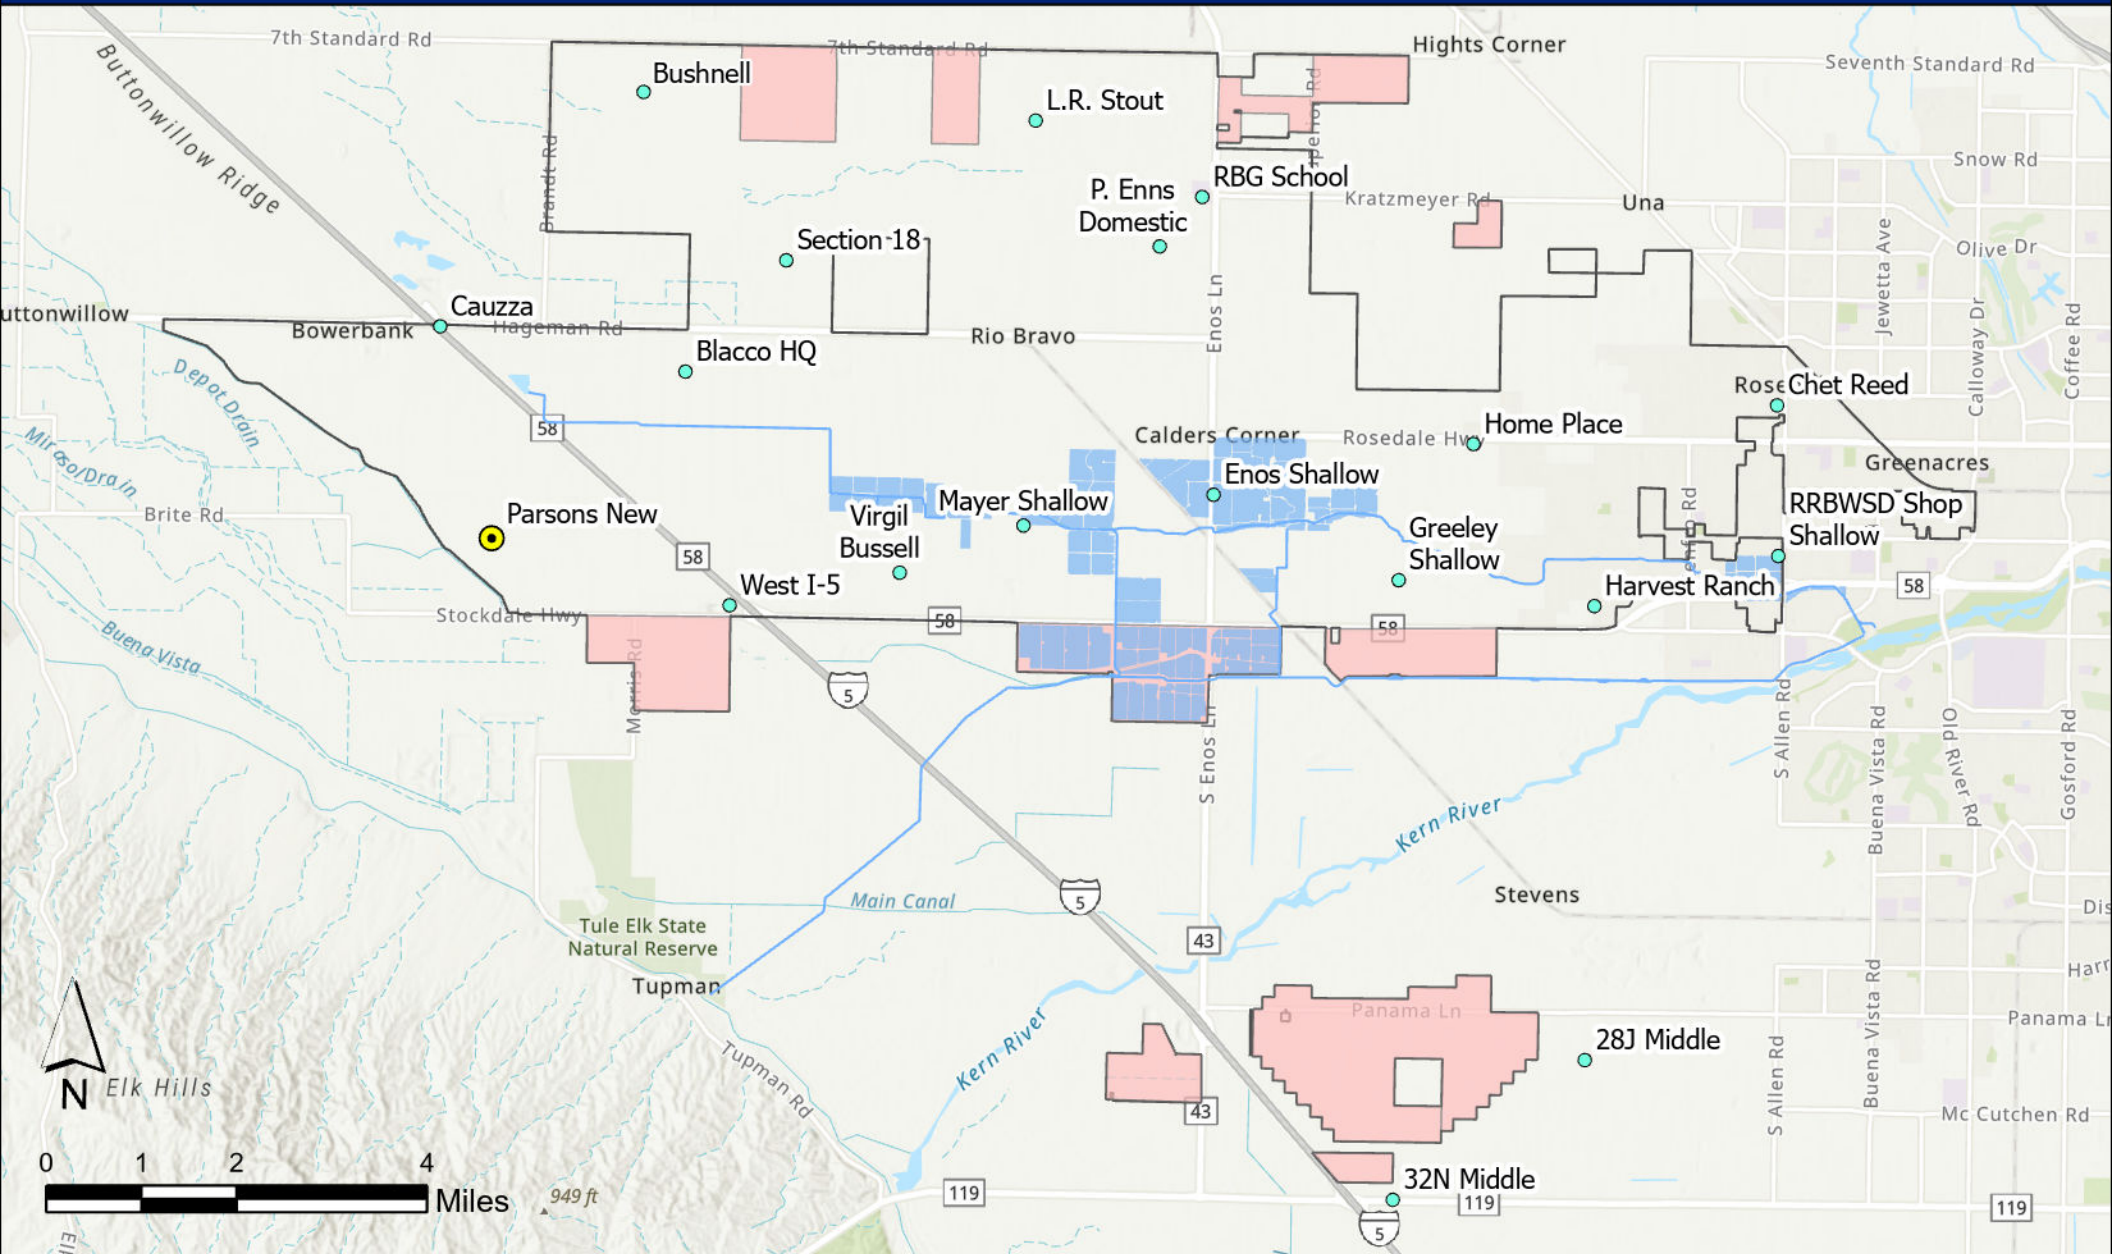 7th Standard Rd
7th Standard Rd
Hights Corner
Seventh Standard Rd
Buttonwillow Ridge
Bushnell
L.R. Stout
Snow Rd
Brandt Rd
RBG School
P. Enns
Domestic
Kratzmeyer Rd
Una
Section 18
Olive Dr
Jewetta Ave
Calloway Dr
Coffee Rd
Enos Ln
uttonwillow
Cauzza
Bowerbank
Hageman Rd
Rio Bravo
Blacco HQ
Depot Drain
Rose
Chet Reed
58
Calders Corner
Rosedale Hwy
Home Place
Greenacres
Enos Shallow
Mayer Shallow
RRBWSD Shop
Shallow
Brite Rd
Parsons New
Virgil
Bussell
Greeley
Shallow
58
West I-5
Harvest Ranch
58
Stockdale Hwy
58
58
Buena Vista
Morris Rd
5
S Enos Ln
S Allen Rd
Buena Vista Rd
Old River Rd
Gosford Rd
Kern River
Main Canal
5
Stevens
Dis
Tule Elk State
Natural Reserve
43
Harr
Tupman
Panama Ln
Panama Ln
Kern River
28J Middle
Tupman Rd
N
Elk Hills
S Allen Rd
Buena Vista Rd
43
Mc Cutchen Rd
0 1 2 4
Miles
949 ft
119
32N Middle
119
119
5